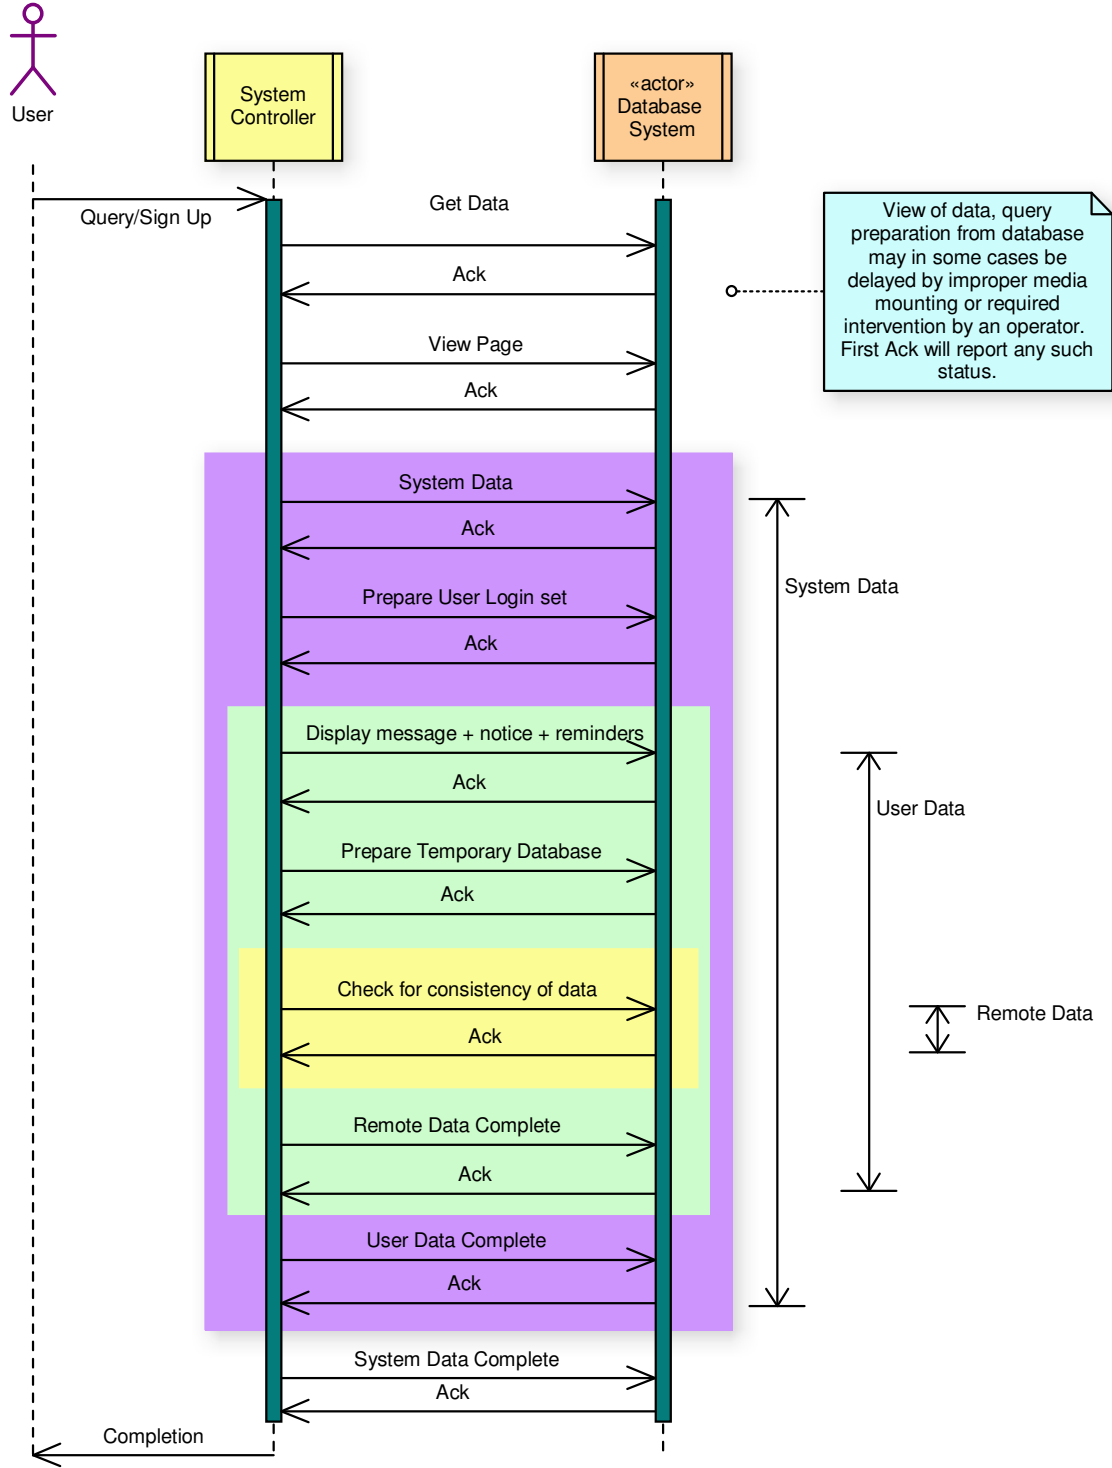 User
System
Controller
«actor»
Database
System
Query/Sign Up
Get Data
Ack
View of data, query
preparation from database
may in some cases be
delayed by improper media
mounting or required
intervention by an operator.
First Ack will report any such
status.
View Page
Ack
System Data
Ack
System Data
Prepare User Login set
Ack
Display message + notice + reminders
Ack
User Data
Prepare Temporary Database
Ack
Check for consistency of data
Remote Data
Ack
Remote Data Complete
Ack
User Data Complete
Ack
System Data Complete
Ack
Completion